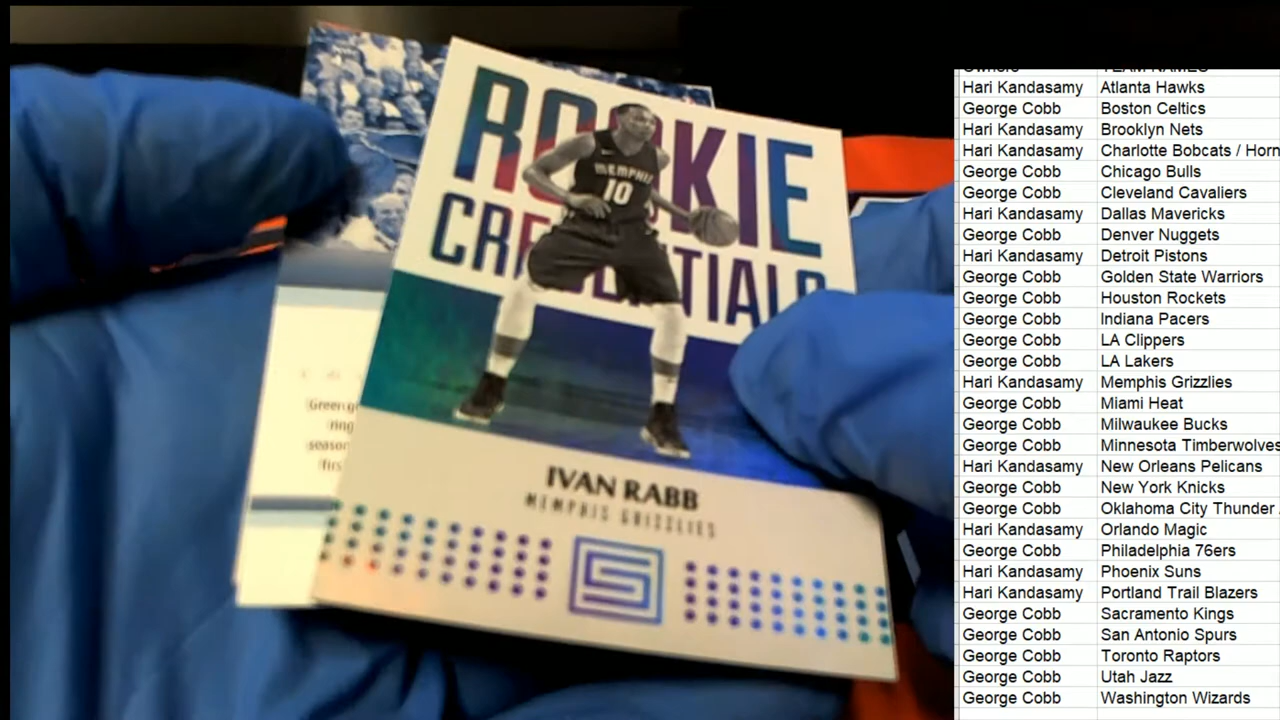 ROOKIE
CREDENTIALS
MEMPHIS
10
IVAN RABB
MEMPHIS GRIZZLIES
Green
ring
season
firs
Owners TEAM NAMES
Hari Kandasamy Atlanta Hawks
George Cobb Boston Celtics
Hari Kandasamy Brooklyn Nets
Hari Kandasamy Charlotte Bobcats / Horn
George Cobb Chicago Bulls
George Cobb Cleveland Cavaliers
Hari Kandasamy Dallas Mavericks
George Cobb Denver Nuggets
Hari Kandasamy Detroit Pistons
George Cobb Golden State Warriors
George Cobb Houston Rockets
George Cobb Indiana Pacers
George Cobb LA Clippers
George Cobb LA Lakers
Hari Kandasamy Memphis Grizzlies
George Cobb Miami Heat
George Cobb Milwaukee Bucks
George Cobb Minnesota Timberwolves
Hari Kandasamy New Orleans Pelicans
George Cobb New York Knicks
George Cobb Oklahoma City Thunder
Hari Kandasamy Orlando Magic
George Cobb Philadelphia 76ers
Hari Kandasamy Phoenix Suns
Hari Kandasamy Portland Trail Blazers
George Cobb Sacramento Kings
George Cobb San Antonio Spurs
George Cobb Toronto Raptors
George Cobb Utah Jazz
George Cobb Washington Wizards